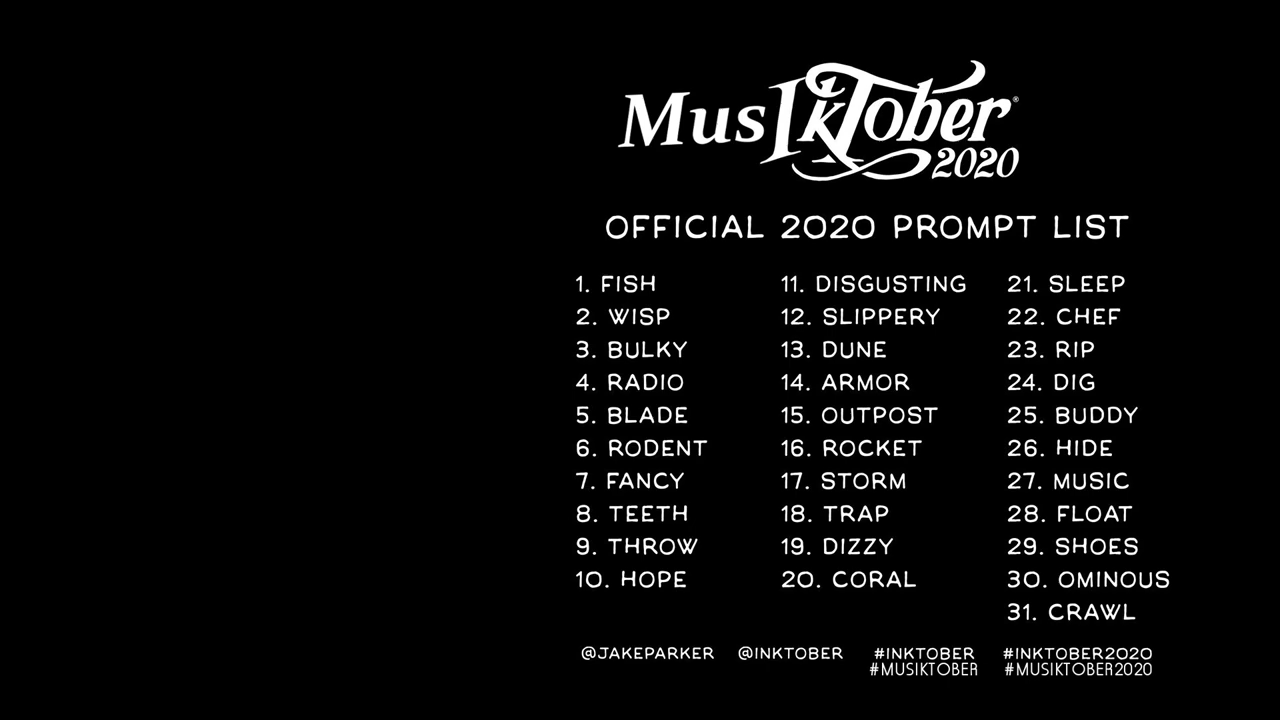 MusIkTober®
2020
OFFICIAL 2020 PROMPT LIST
1. FISH
2. WISP
3. BULKY
4. RADIO
5. BLADE
6. RODENT
7. FANCY
8. TEETH
9. THROW
10. HOPE
11. DISGUSTING
12. SLIPPERY
13. DUNE
14. ARMOR
15. OUTPOST
16. ROCKET
17. STORM
18. TRAP
19. DIZZY
20. CORAL
21. SLEEP
22. CHEF
23. RIP
24. DIG
25. BUDDY
26. HIDE
27. MUSIC
28. FLOAT
29. SHOES
30. OMINOUS
31. CRAWL
@JAKEPARKER @INKTOBER #INKTOBER #INKTOBER2020
#MUSIKTOBER #MUSIKTOBER2020